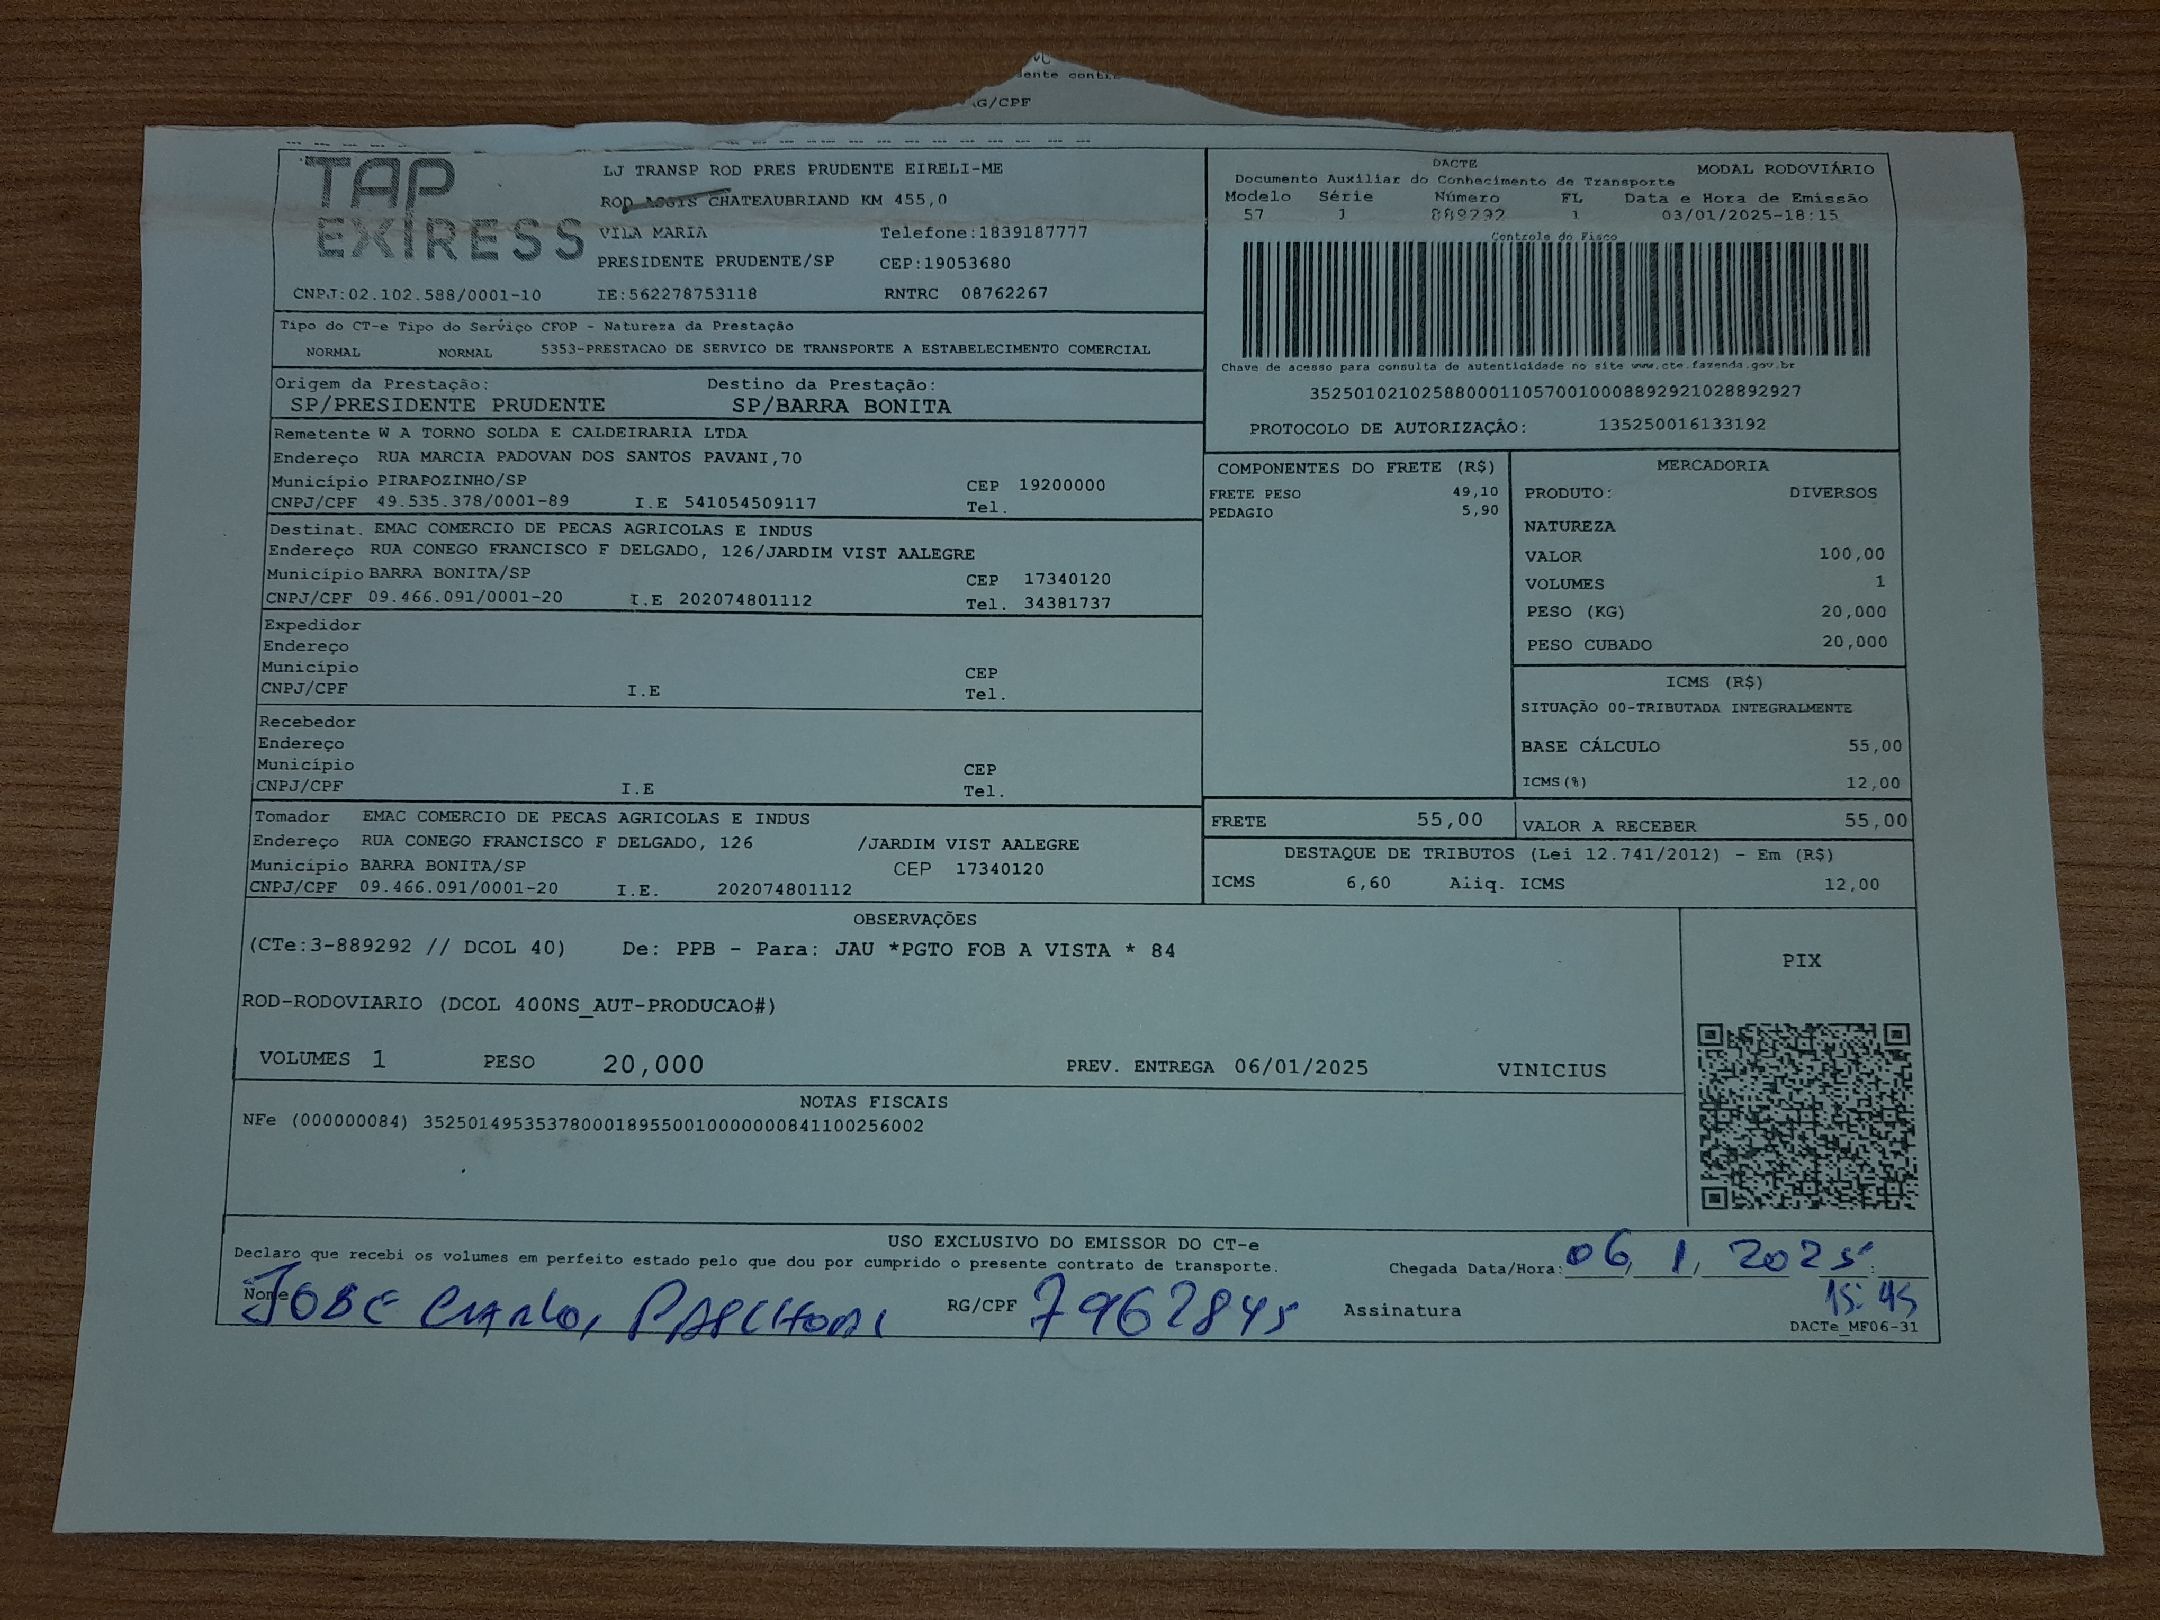 dente conti
RG/CPF
TAP
EXIRESS
LJ TRANSP ROD PRES PRUDENTE EIRELI-ME
ROD ASSIS CHATEAUBRIAND KM 455,0
VILA MARIA Telefone:1839187777
PRESIDENTE PRUDENTE/SP CEP:19053680
CNPJ:02.102.588/0001-10 IE:562278753118 RNTRC 08762267
DACTE MODAL RODOVIÁRIO
Documento Auxiliar do Conhecimento de Transporte
Modelo Série Número FL Data e Hora de Emissão
57 1 889292 1 03/01/2025-18:15
Controle do Fisco
Chave de acesso para consulta de autenticidade no site www.cte.fazenda.gov.br
35250102102588000110570010008892921028892927
PROTOCOLO DE AUTORIZAÇÃO: 135250016133192
Tipo do CT-e Tipo do Serviço CFOP - Natureza da Prestação
NORMAL NORMAL 5353-PRESTACAO DE SERVICO DE TRANSPORTE A ESTABELECIMENTO COMERCIAL
Origem da Prestação: Destino da Prestação:
SP/PRESIDENTE PRUDENTE SP/BARRA BONITA
Remetente W A TORNO SOLDA E CALDEIRARIA LTDA
Endereço RUA MARCIA PADOVAN DOS SANTOS PAVANI,70
Município PIRAPOZINHO/SP CEP 19200000
CNPJ/CPF 49.535.378/0001-89 I.E 541054509117 Tel.
Destinat. EMAC COMERCIO DE PECAS AGRICOLAS E INDUS
Endereço RUA CONEGO FRANCISCO F DELGADO, 126/JARDIM VIST AALEGRE
Município BARRA BONITA/SP CEP 17340120
CNPJ/CPF 09.466.091/0001-20 I.E 202074801112 Tel. 34381737
Expedidor
Endereço
Município CEP
CNPJ/CPF I.E Tel.
Recebedor
Endereço
Município CEP
CNPJ/CPF I.E Tel.
Tomador EMAC COMERCIO DE PECAS AGRICOLAS E INDUS
Endereço RUA CONEGO FRANCISCO F DELGADO, 126 /JARDIM VIST AALEGRE
Município BARRA BONITA/SP CEP 17340120
CNPJ/CPF 09.466.091/0001-20 I.E. 202074801112
COMPONENTES DO FRETE (R$)
FRETE PESO 49,10
PEDAGIO 5,90
MERCADORIA
PRODUTO: DIVERSOS
NATUREZA
VALOR 100,00
VOLUMES 1
PESO (KG) 20,000
PESO CUBADO 20,000
ICMS (R$)
SITUAÇÃO 00-TRIBUTADA INTEGRALMENTE
BASE CÁLCULO 55,00
ICMS(%) 12,00
FRETE 55,00 VALOR A RECEBER 55,00
DESTAQUE DE TRIBUTOS (Lei 12.741/2012) - Em (R$)
ICMS 6,60 Aliq. ICMS 12,00
OBSERVAÇÕES
(CTe:3-889292 // DCOL 40) De: PPB - Para: JAU *PGTO FOB A VISTA * 84
ROD-RODOVIARIO (DCOL 400NS_AUT-PRODUCAO#)
VOLUMES 1 PESO 20,000 PREV. ENTREGA 06/01/2025 VINICIUS
PIX
NOTAS FISCAIS
NFe (000000084) 35250149535378000189550010000000841100256002
USO EXCLUSIVO DO EMISSOR DO CT-e
Declaro que recebi os volumes em perfeito estado pelo que dou por cumprido o presente contrato de transporte.
Chegada Data/Hora: 06, 1, 2025 :
15:45
Nome JOSE CARLOS RG/CPF 7962845 Assinatura
DACTe_MF06-31